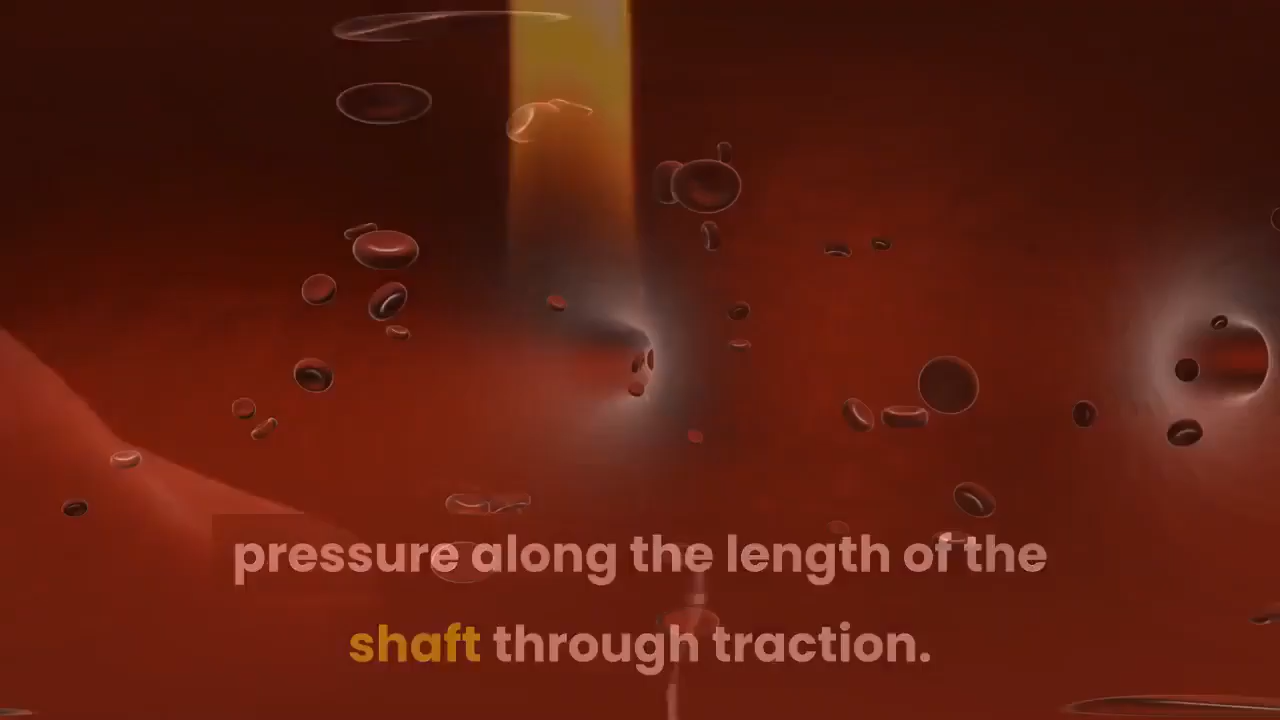 pressure along the length of the
shaft through traction.